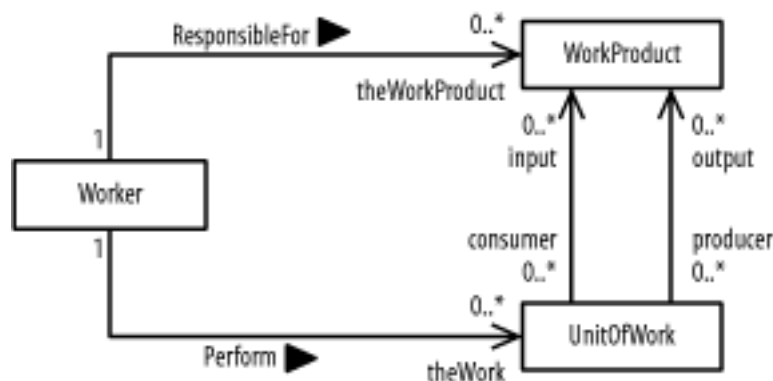 ResponsibleFor
0..*
WorkProduct
theWorkProduct
1
0..* 0..*
input output
Worker
1
consumer producer
0..* 0..*
0..*
UnitOfWork
Perform
theWork